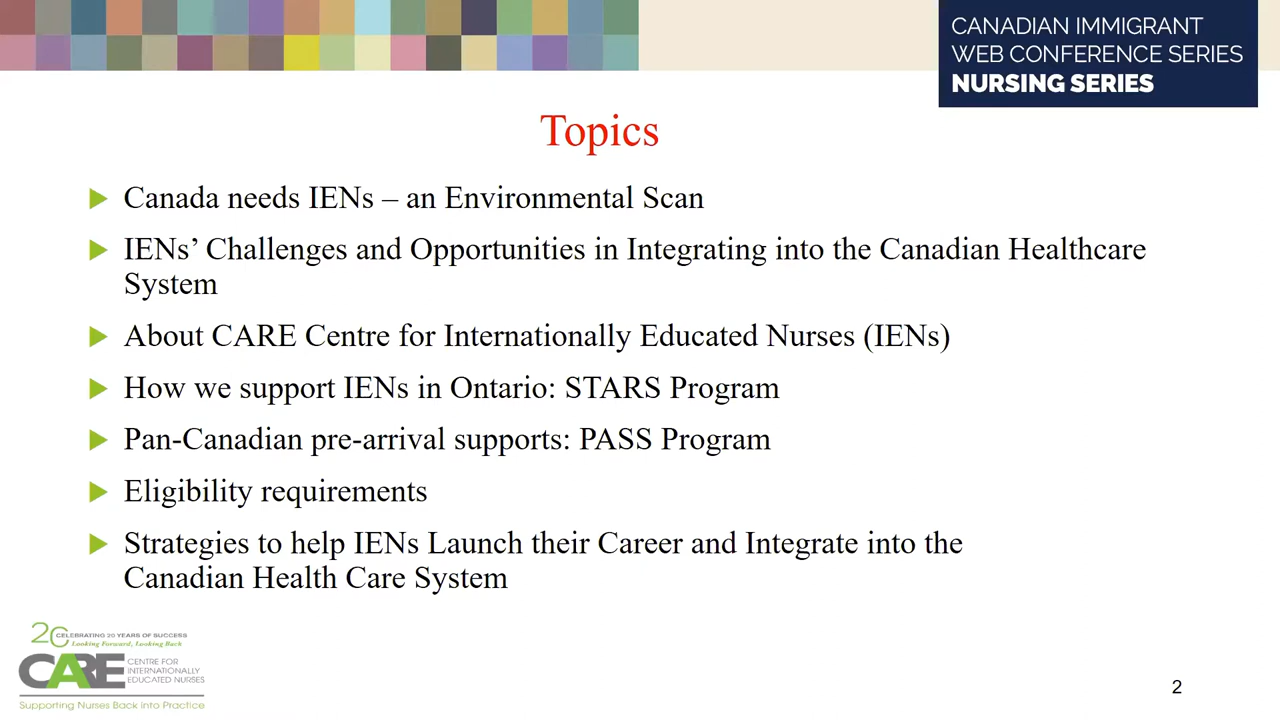 CANADIAN IMMIGRANT
WEB CONFERENCE SERIES
NURSING SERIES
Topics
Canada needs IENs – an Environmental Scan
IENs’ Challenges and Opportunities in Integrating into the Canadian Healthcare
System
About CARE Centre for Internationally Educated Nurses (IENs)
How we support IENs in Ontario: STARS Program
Pan-Canadian pre-arrival supports: PASS Program
Eligibility requirements
Strategies to help IENs Launch their Career and Integrate into the
Canadian Health Care System
20 CELEBRATING 20 YEARS OF SUCCESS
Looking Forward, Looking Back
CARE CENTRE FOR
INTERNATIONALLY
EDUCATED NURSES
Supporting Nurses Back into Practice
2